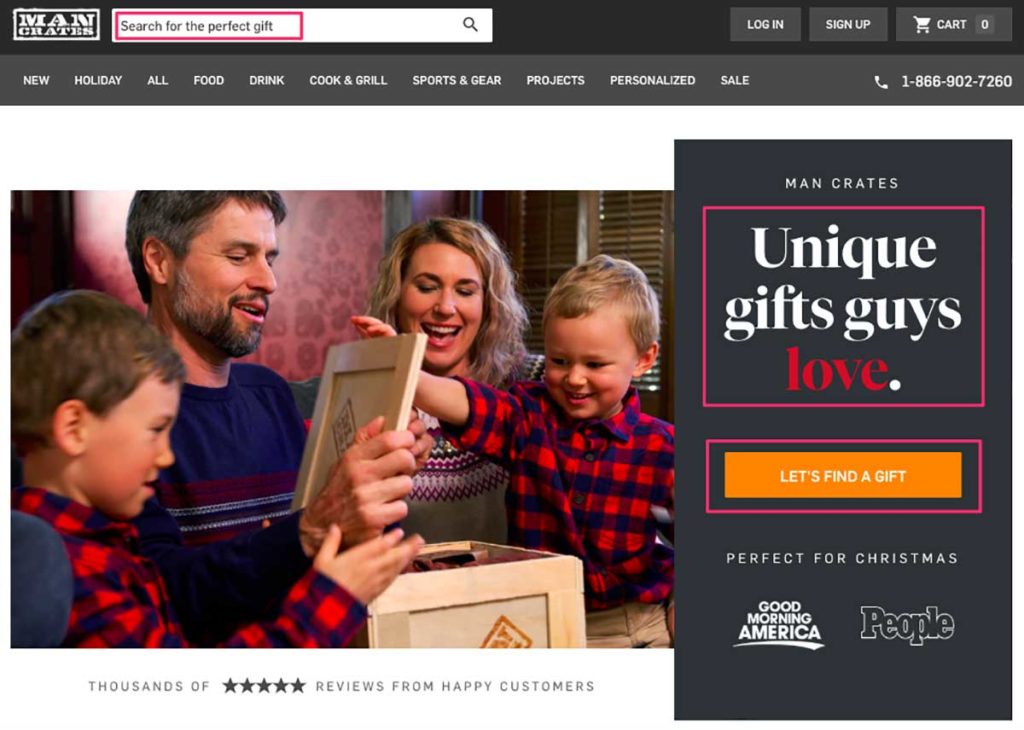 MAN
CRATES
Search for the perfect gift
LOG IN
SIGN UP
CART 0
NEW
HOLIDAY
ALL
FOOD
DRINK
COOK & GRILL
SPORTS & GEAR
PROJECTS
PERSONALIZED
SALE
1-866-902-7260
MAN CRATES
Unique
gifts guys
love.
LET'S FIND A GIFT
PERFECT FOR CHRISTMAS
GOOD
MORNING
AMERICA
People
THOUSANDS OF ★★★★★ REVIEWS FROM HAPPY CUSTOMERS